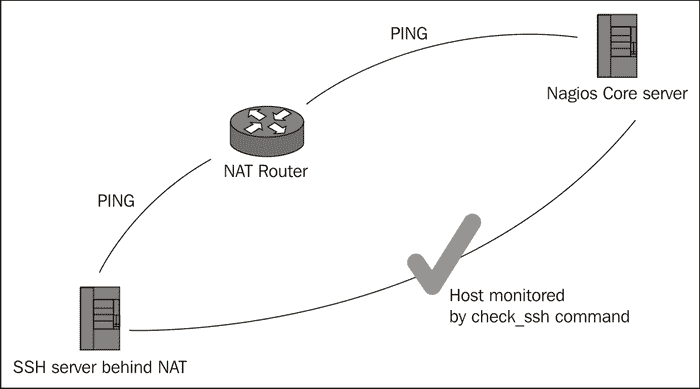 PING
Nagios Core server
NAT Router
PING
Host monitored
by check_ssh command
SSH server behind NAT